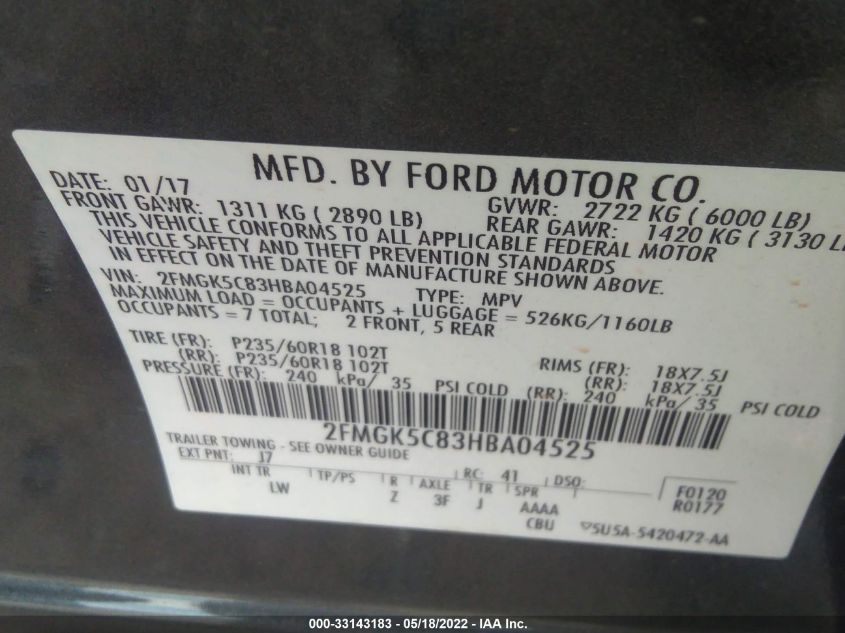 MFD. BY FORD MOTOR CO.
DATE: 01/17 GVWR: 2722 KG ( 6000 LB)
FRONT GAWR: 1311 KG ( 2890 LB) REAR GAWR: 1420 KG ( 3130 L
THIS VEHICLE CONFORMS TO ALL APPLICABLE FEDERAL MOTOR
VEHICLE SAFETY AND THEFT PREVENTION STANDARDS
IN EFFECT ON THE DATE OF MANUFACTURE SHOWN ABOVE.
VIN: 2FMGK5C83HBA04525 TYPE: MPV
MAXIMUM LOAD = OCCUPANTS + LUGGAGE = 526KG/1160LB
OCCUPANTS = 7 TOTAL; 2 FRONT, 5 REAR
TIRE (FR): P235/60R18 102T RIMS (FR): 18X7.5J
(RR): P235/60R18 102T (RR): 18X7.5J
PRESSURE (FR): 240 kPa/ 35 PSI COLD (RR): 240 kPa/ 35 PSI COLD
2FMGK5C83HBA04525
TRAILER TOWING - SEE OWNER GUIDE
EXT PNT: J7 RC: 41 DSO:
INT TR TP/PS R AXLE TR SPR F0120
LW Z 3F J AAAA R0177
CBU 5U5A-5420472-AA
000-33143183 - 05/18/2022 - IAA Inc.